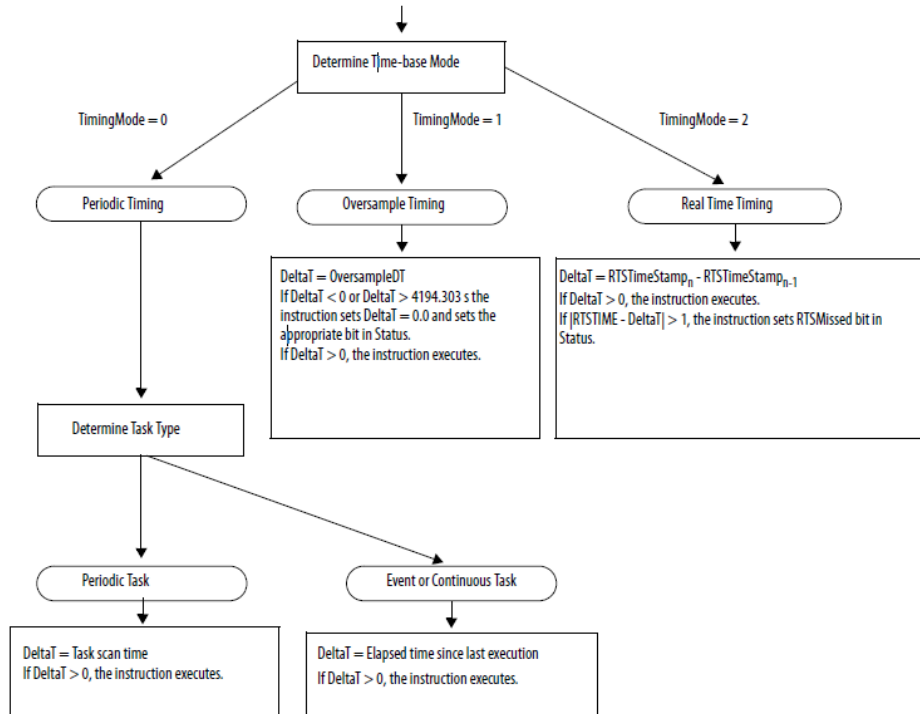 Determine Time-base Mode
TimingMode = 0
TimingMode = 1
TimingMode = 2
Periodic Timing
Oversample Timing
Real Time Timing
DeltaT = OversampleDT
If DeltaT < 0 or DeltaT > 4194.303 s the
instruction sets DeltaT = 0.0 and sets the
appropriate bit in Status.
If DeltaT > 0, the instruction executes.
DeltaT = RTSTimeStampₙ - RTSTimeStampₙ₋₁
If DeltaT > 0, the instruction executes.
If |RTSTIME - DeltaT| > 1, the instruction sets RTSMissed bit in
Status.
Determine Task Type
Periodic Task
Event or Continuous Task
DeltaT = Task scan time
If DeltaT > 0, the instruction executes.
DeltaT = Elapsed time since last execution
If DeltaT > 0, the instruction executes.